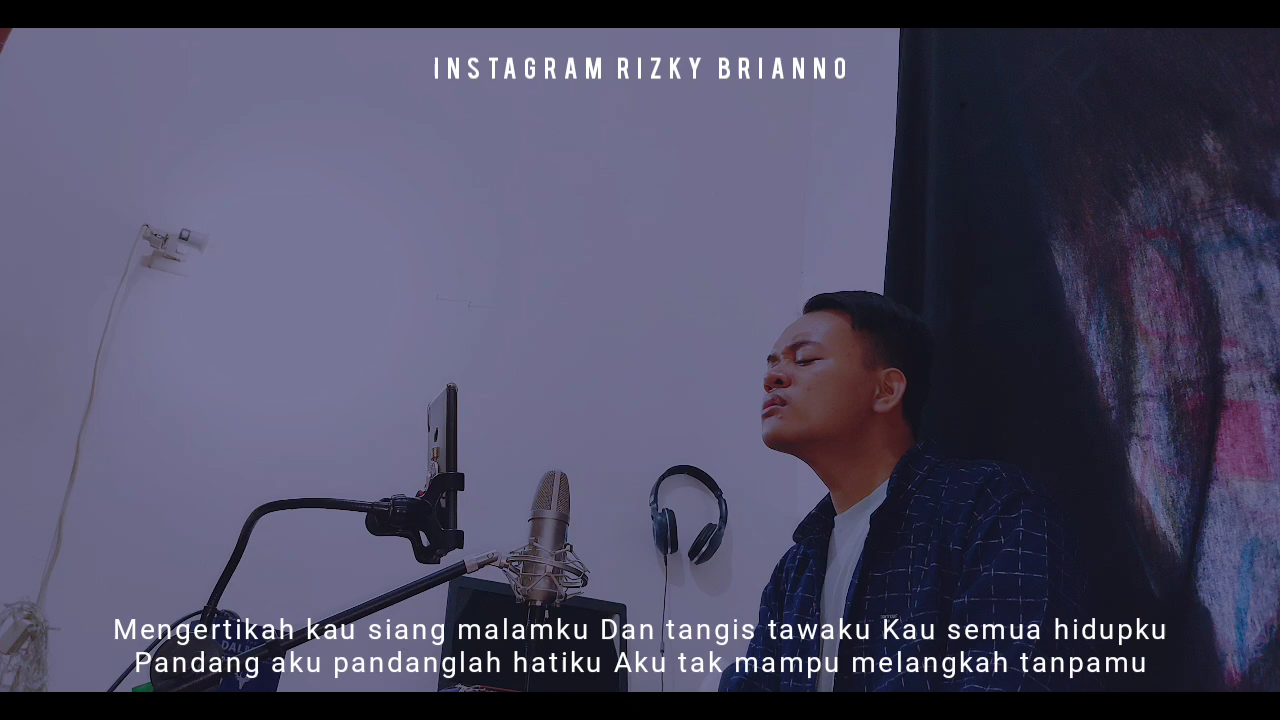 INSTAGRAM RIZKY BRIANNO
Mengertikah kau siang malamku Dan tangis tawaku Kau semua hidupku
Pandang aku pandanglah hatiku Aku tak mampu melangkah tanpamu